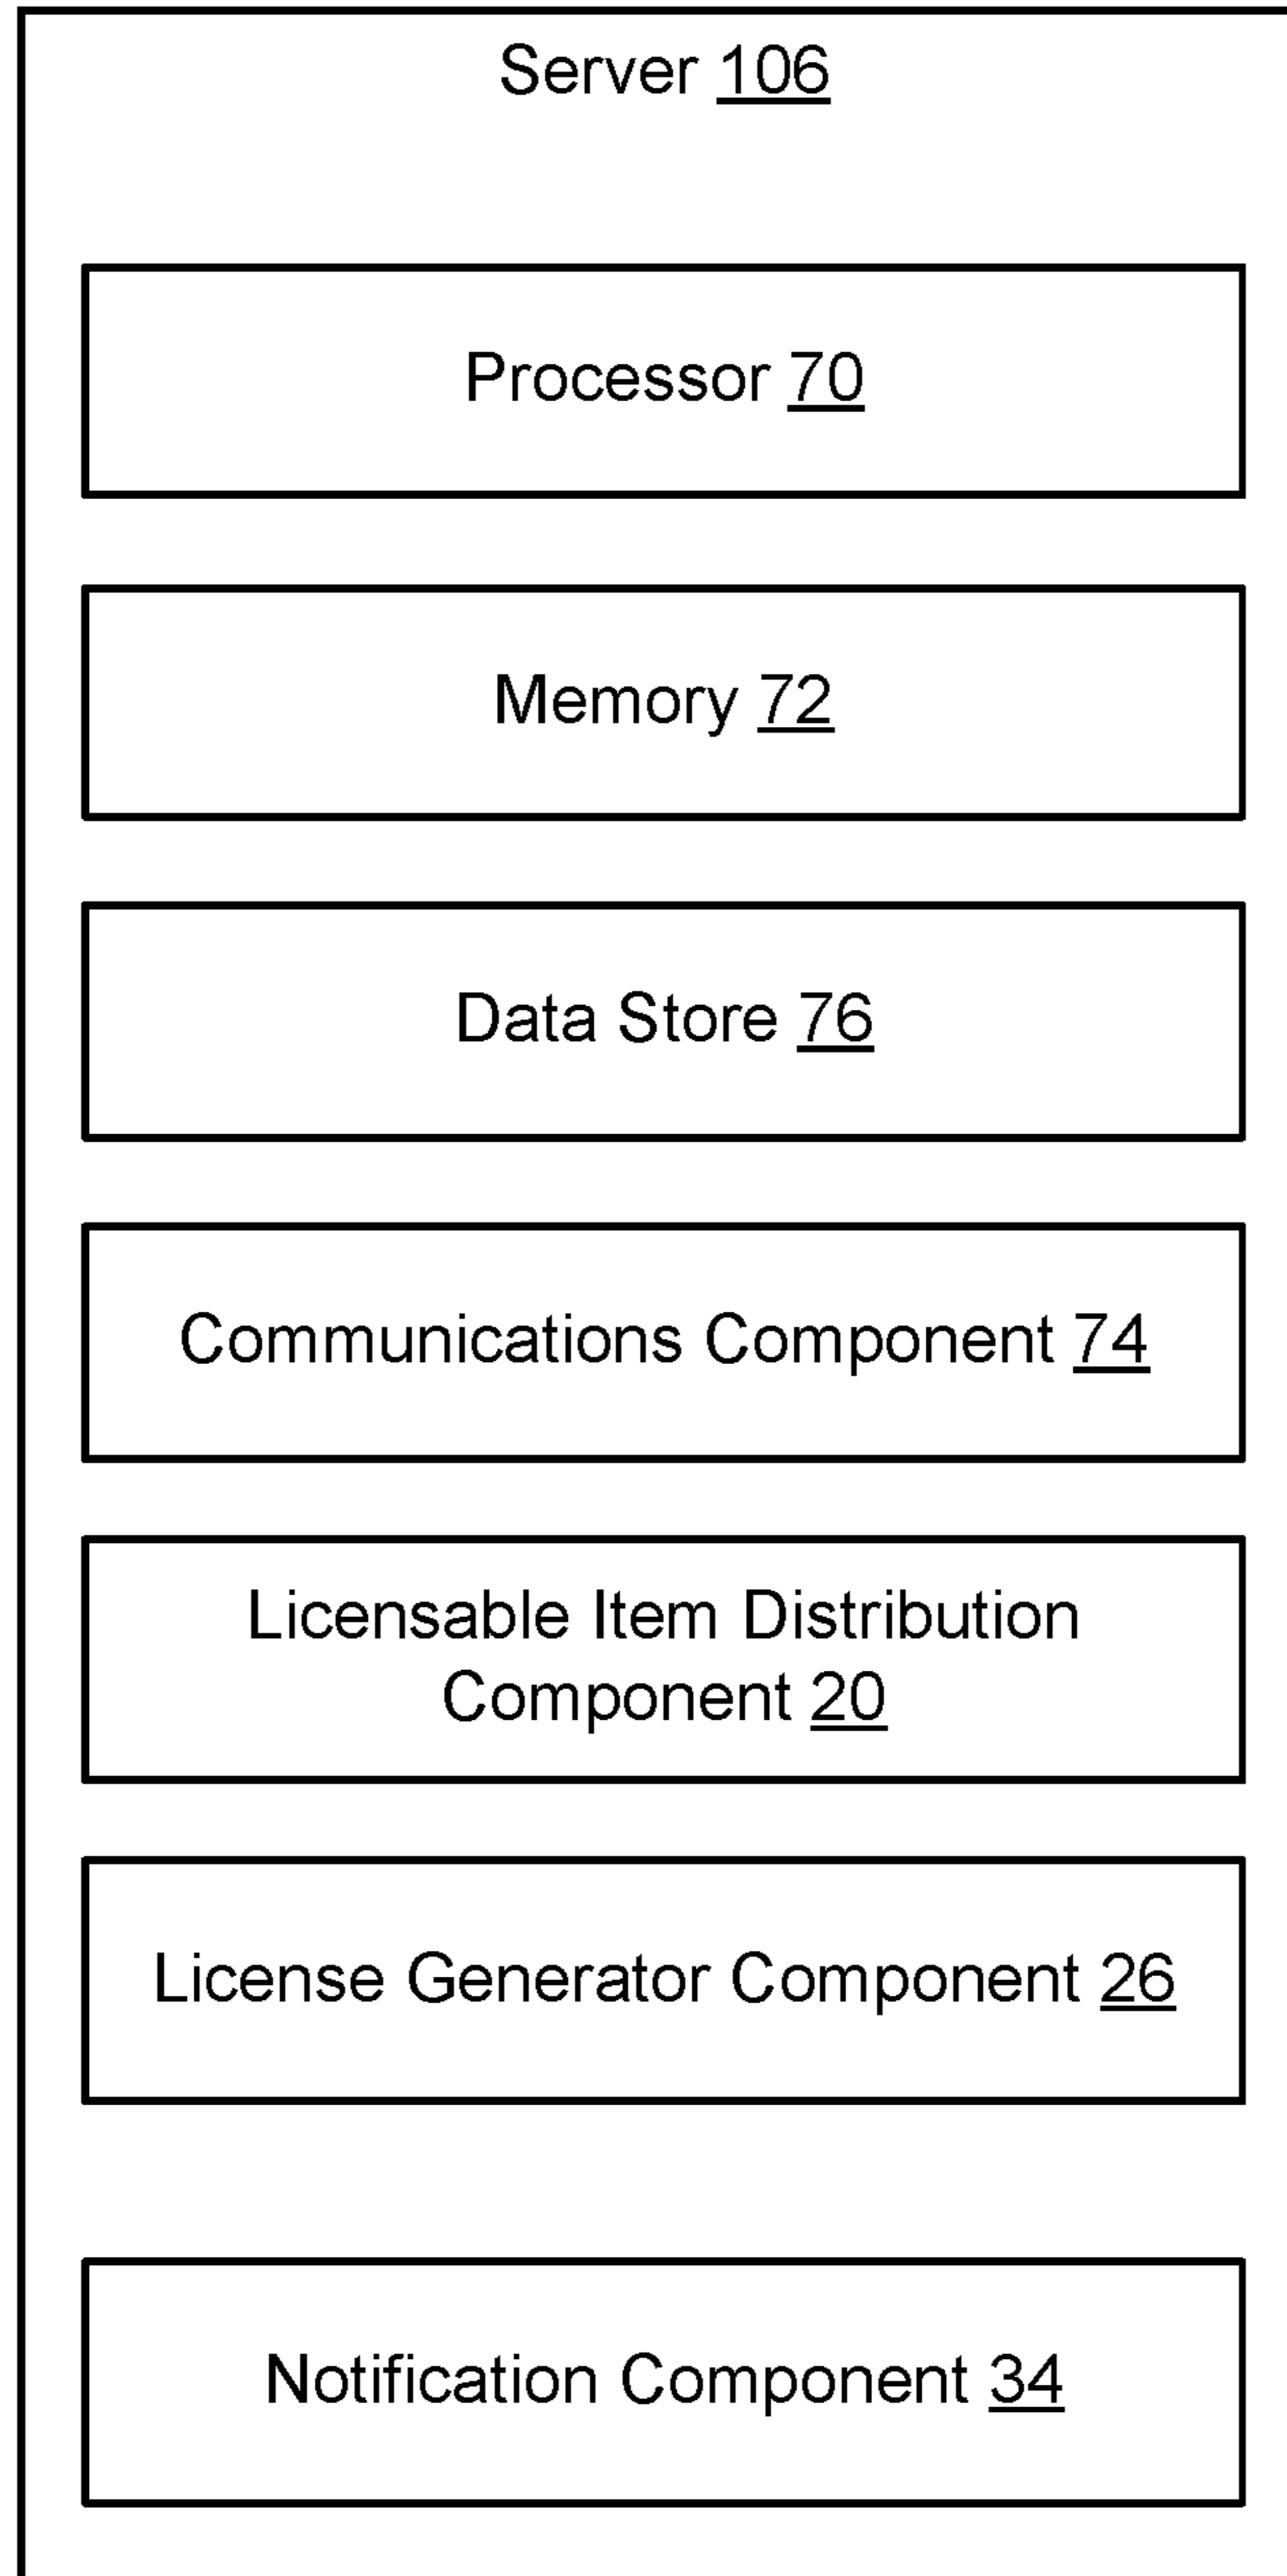 Server 106
Processor 70
Memory 72
Data Store 76
Communications Component 74
Licensable Item Distribution
Component 20
License Generator Component 26
Notification Component 34